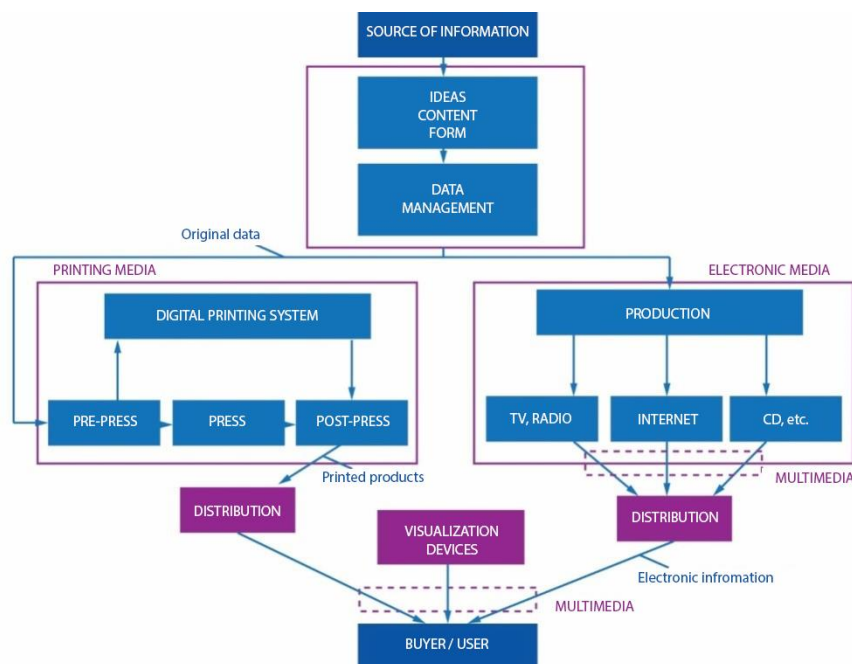 SOURCE OF INFORMATION
IDEAS
CONTENT
FORM
DATA
MANAGEMENT
Original data
PRINTING MEDIA
ELECTRONIC MEDIA
DIGITAL PRINTING SYSTEM
PRODUCTION
PRE-PRESS
PRESS
POST-PRESS
TV, RADIO
INTERNET
CD, etc.
Printed products
MULTIMEDIA
DISTRIBUTION
VISUALIZATION
DEVICES
DISTRIBUTION
Electronic infromation
MULTIMEDIA
BUYER / USER